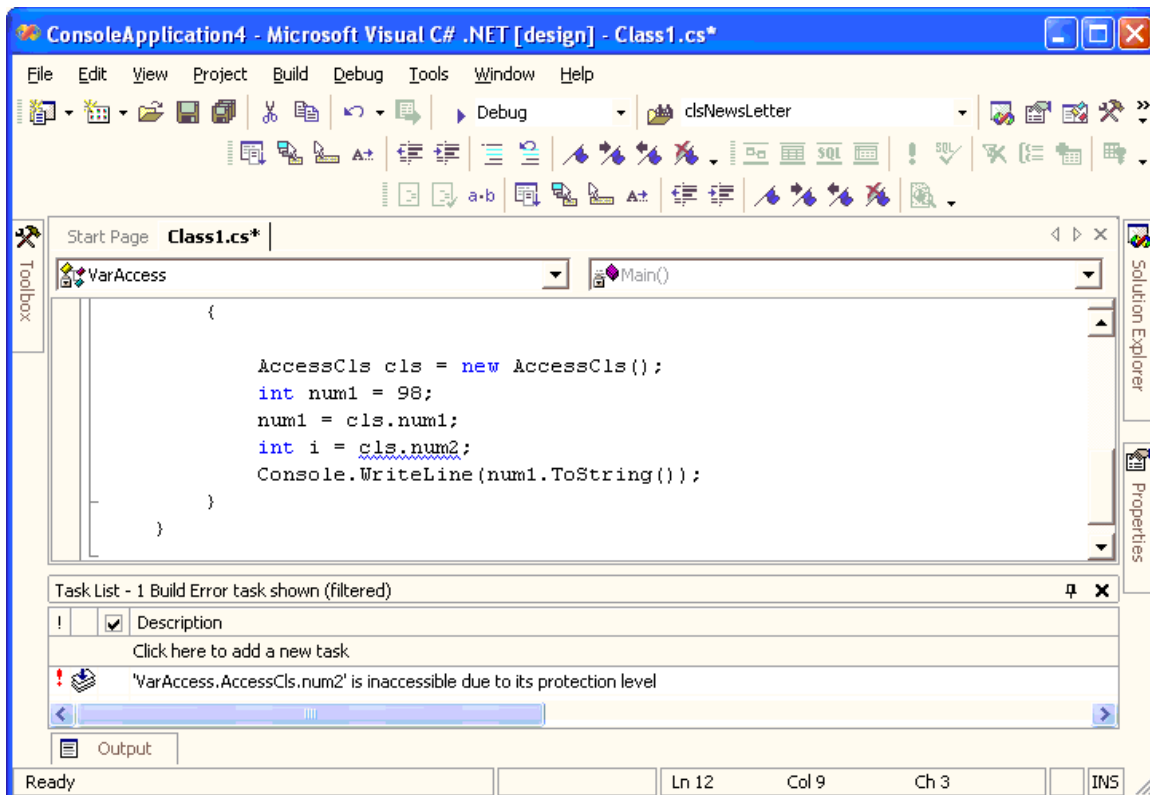 ConsoleApplication4 - Microsoft Visual C# .NET [design] - Class1.cs*
File Edit View Project Build Debug Tools Window Help
Debug clsNewsLetter
SQL SQL
a-b
Start Page Class1.cs*
Toolbox
VarAccess Main()
Solution Explorer
Properties
{
AccessCls cls = new AccessCls();
int num1 = 98;
num1 = cls.num1;
int i = cls.num2;
Console.WriteLine(num1.ToString());
}
}
Task List - 1 Build Error task shown (filtered)
! Description
Click here to add a new task
! 'VarAccess.AccessCls.num2' is inaccessible due to its protection level
Output
Ready Ln 12 Col 9 Ch 3 INS